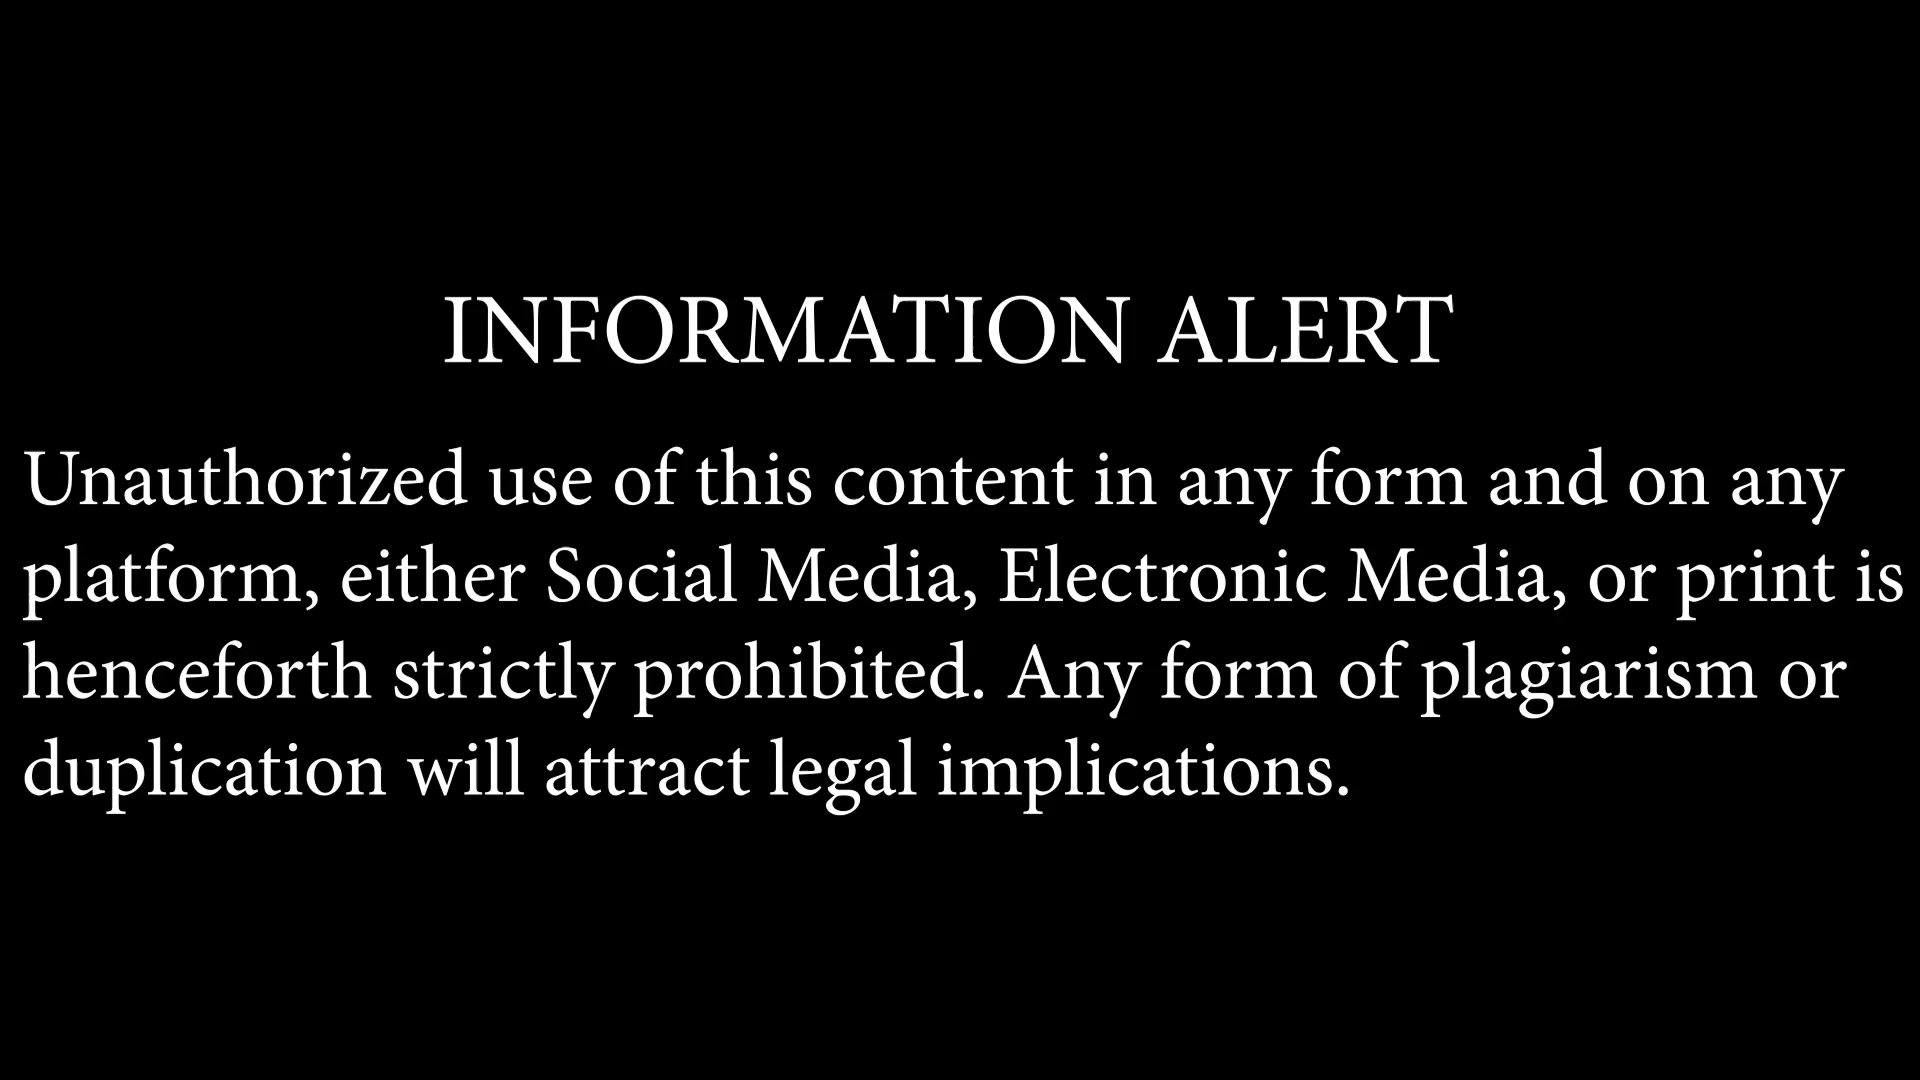 INFORMATION ALERT
Unauthorized use of this content in any form and on any
platform, either Social Media, Electronic Media, or print is
henceforth strictly prohibited. Any form of plagiarism or
duplication will attract legal implications.